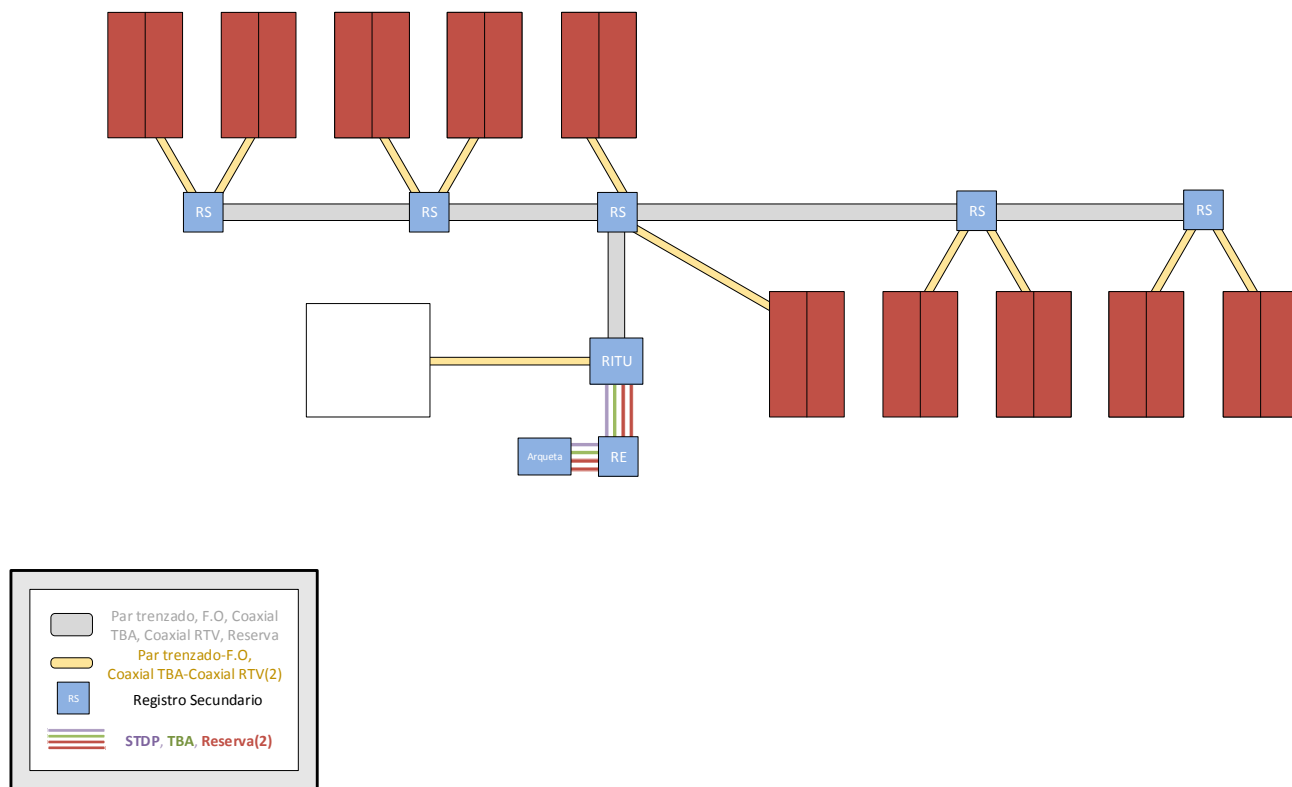 RS
RS
RS
RS
RS
RITU
Arqueta
RE
Par trenzado, F.O, Coaxial
TBA, Coaxial RTV, Reserva
Par trenzado-F.O,
Coaxial TBA-Coaxial RTV(2)
RS
Registro Secundario
STDP, TBA, Reserva(2)